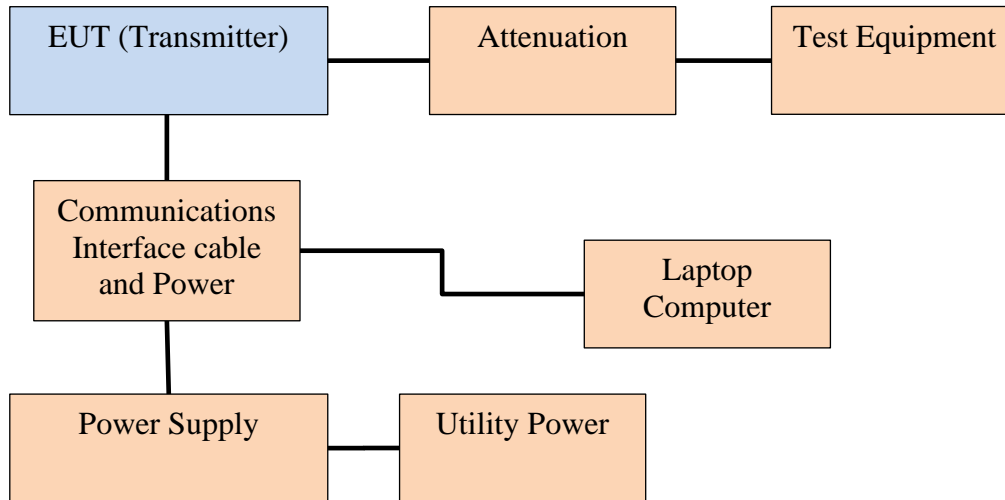 EUT (Transmitter)
Attenuation
Test Equipment
Communications
Interface cable
and Power
Laptop
Computer
Power Supply
Utility Power